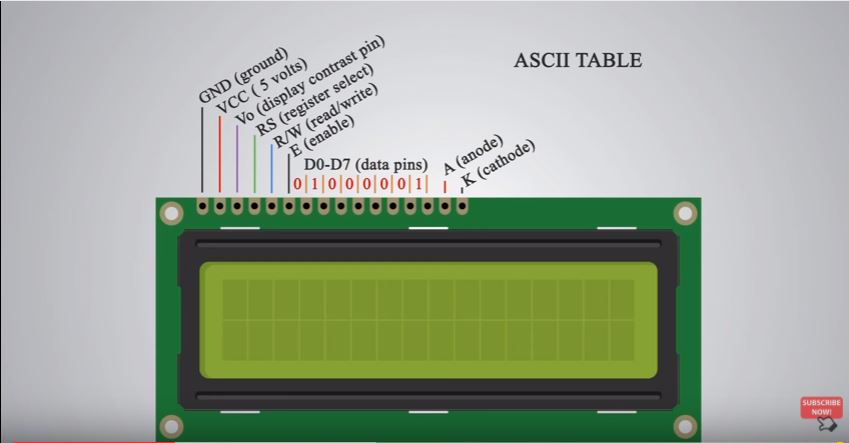 ASCII TABLE
GND (ground)
VCC ( 5 volts)
Vo (display contrast pin)
RS (register select)
R/W (read/write)
E (enable)
D0-D7 (data pins)
0 1 0 0 0 0 0 1
A (anode)
K (cathode)
SUBSCRIBE
NOW!